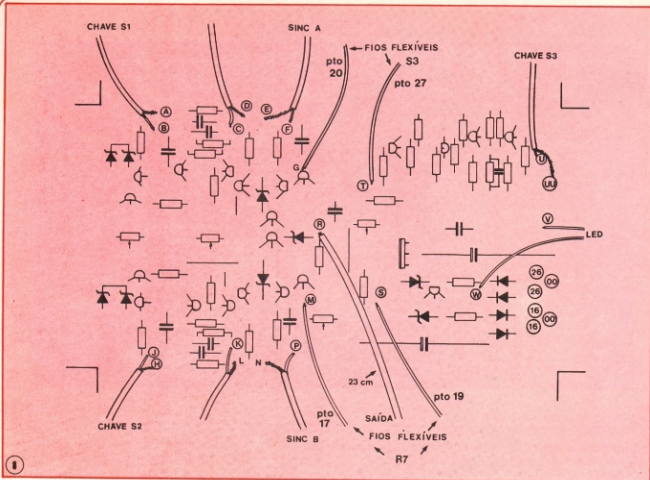 CHAVE S1
SINC A
FIOS FLEXÍVEIS
S3
pto 20
pto 27
CHAVE S3
A
B
C
D
E
F
G
T
U
UU
R
V
LED
W
26
00
26
16
00
16
M
S
J
H
K
L
N
P
23 cm
CHAVE S2
SINC B
pto 17
SAÍDA
pto 19
FIOS FLEXÍVEIS
R7
8